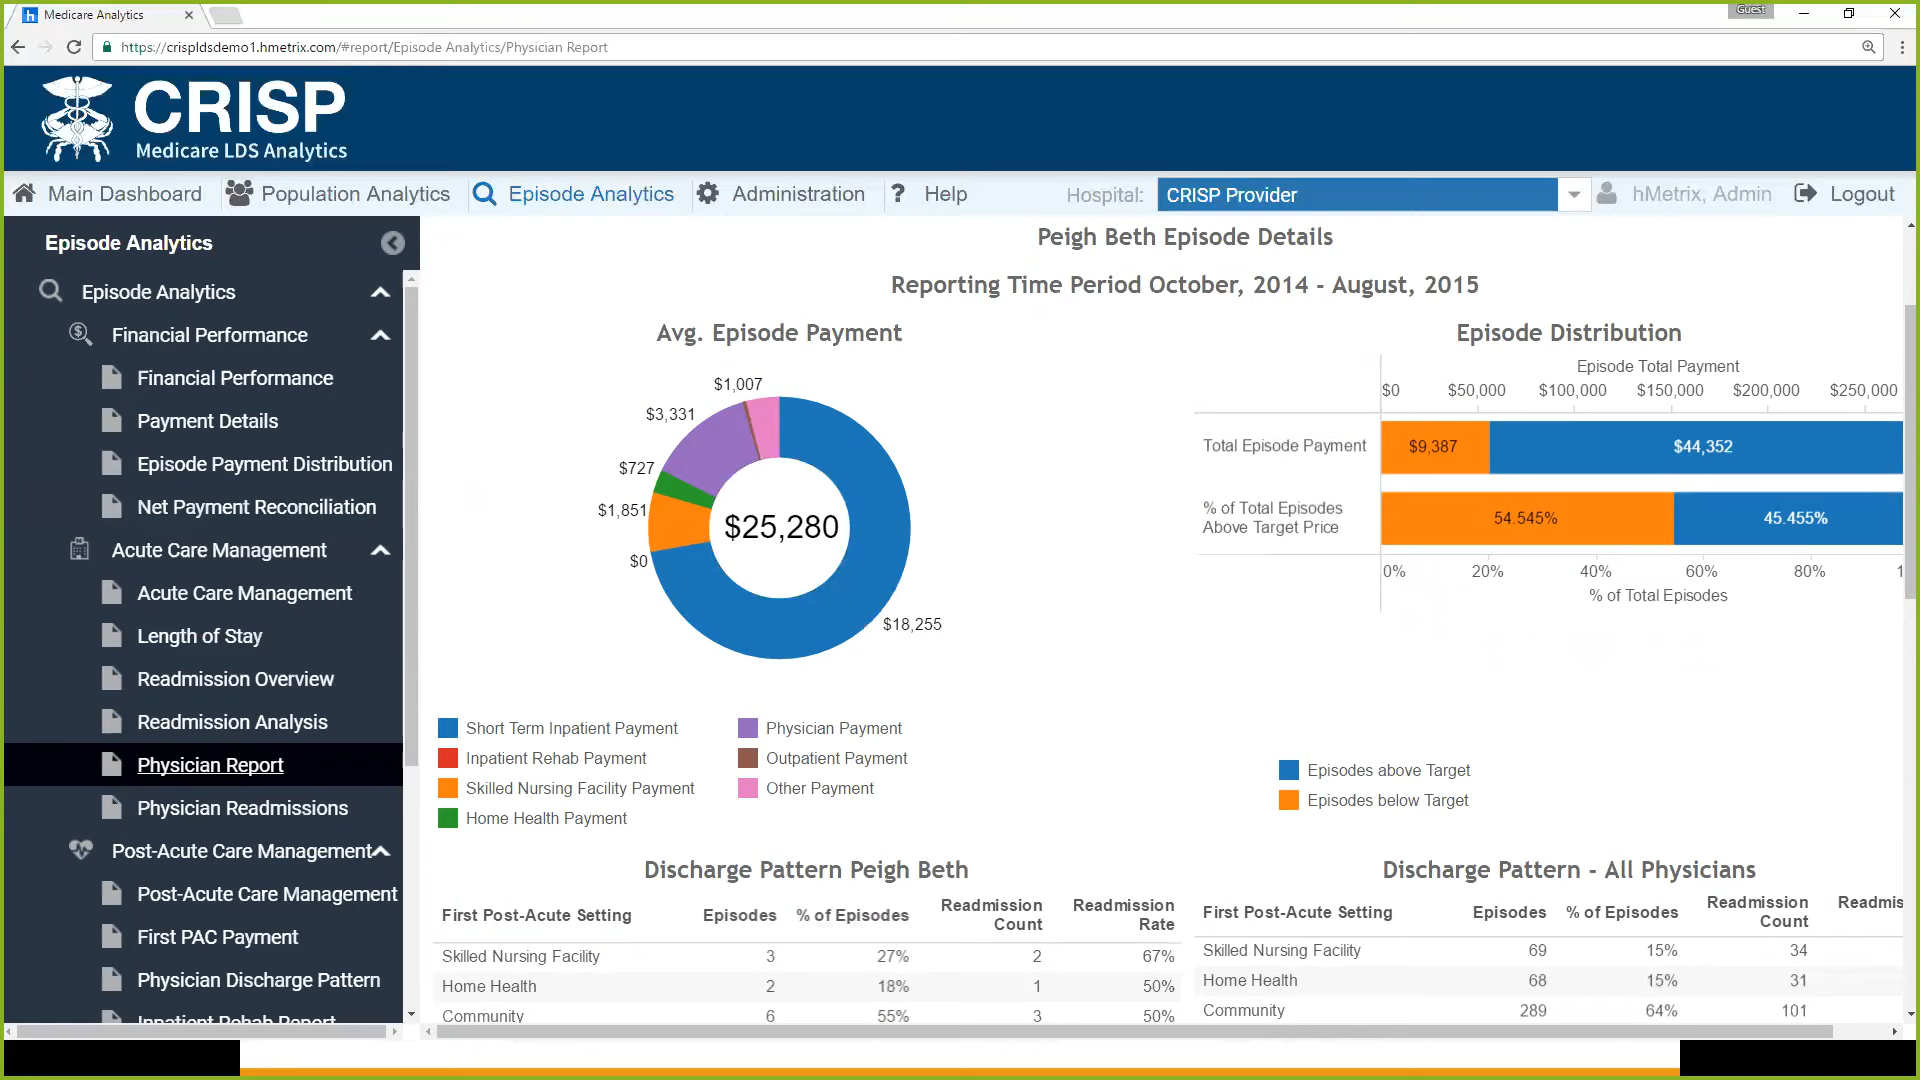 Medicare Analytics
Guest
https://crispldsdemo1.hmetrix.com/#report/Episode Analytics/Physician Report
CRISP
Medicare LDS Analytics
Main Dashboard
Population Analytics
Episode Analytics
Administration
? Help
Hospital:
CRISP Provider
hMetrix, Admin
Logout
Episode Analytics
Episode Analytics
Financial Performance
Financial Performance
Payment Details
Episode Payment Distribution
Net Payment Reconciliation
Acute Care Management
Acute Care Management
Length of Stay
Readmission Overview
Readmission Analysis
Physician Report
Physician Readmissions
Post-Acute Care Management
Post-Acute Care Management
First PAC Payment
Physician Discharge Pattern
Inpatient Rehab Report
Peigh Beth Episode Details
Reporting Time Period October, 2014 - August, 2015
Avg. Episode Payment
$1,007
$3,331
$727
$1,851
$0
$25,280
$18,255
Short Term Inpatient Payment
Inpatient Rehab Payment
Skilled Nursing Facility Payment
Home Health Payment
Physician Payment
Outpatient Payment
Other Payment
Episode Distribution
Episode Total Payment
$0 $50,000 $100,000 $150,000 $200,000 $250,000
Total Episode Payment
$9,387 $44,352
% of Total Episodes
Above Target Price
54.545% 45.455%
0% 20% 40% 60% 80% 1
% of Total Episodes
Episodes above Target
Episodes below Target
Discharge Pattern Peigh Beth
First Post-Acute Setting Episodes % of Episodes Readmission Count Readmission Rate
Skilled Nursing Facility 3 27% 2 67%
Home Health 2 18% 1 50%
Community 6 55% 3 50%
Discharge Pattern - All Physicians
First Post-Acute Setting Episodes % of Episodes Readmission Count Readmis
Skilled Nursing Facility 69 15% 34
Home Health 68 15% 31
Community 289 64% 101